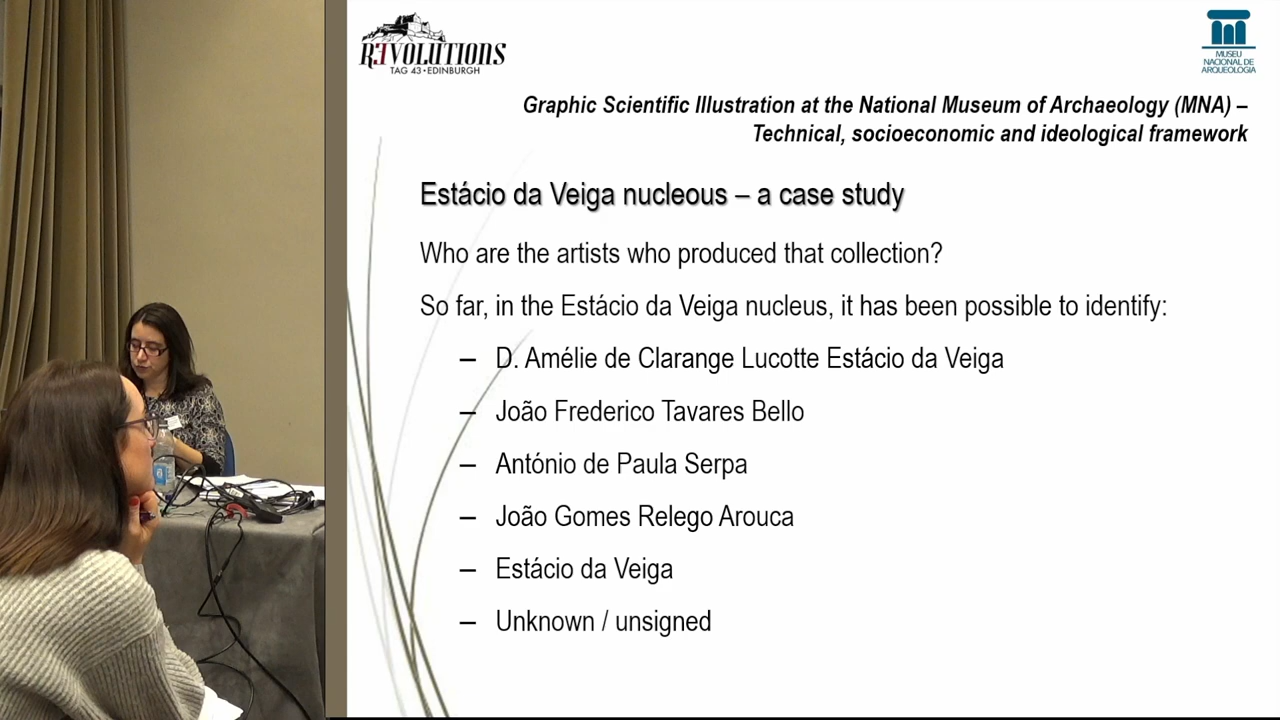 REVOLUTIONS
TAG 43 • EDINBURGH
MUSEU
NACIONAL DE
ARQUEOLOGIA
Graphic Scientific Illustration at the National Museum of Archaeology (MNA) –
Technical, socioeconomic and ideological framework
Estácio da Veiga nucleous – a case study
Who are the artists who produced that collection?
So far, in the Estácio da Veiga nucleus, it has been possible to identify:
– D. Amélie de Clarange Lucotte Estácio da Veiga
– João Frederico Tavares Bello
– António de Paula Serpa
– João Gomes Relego Arouca
– Estácio da Veiga
– Unknown / unsigned